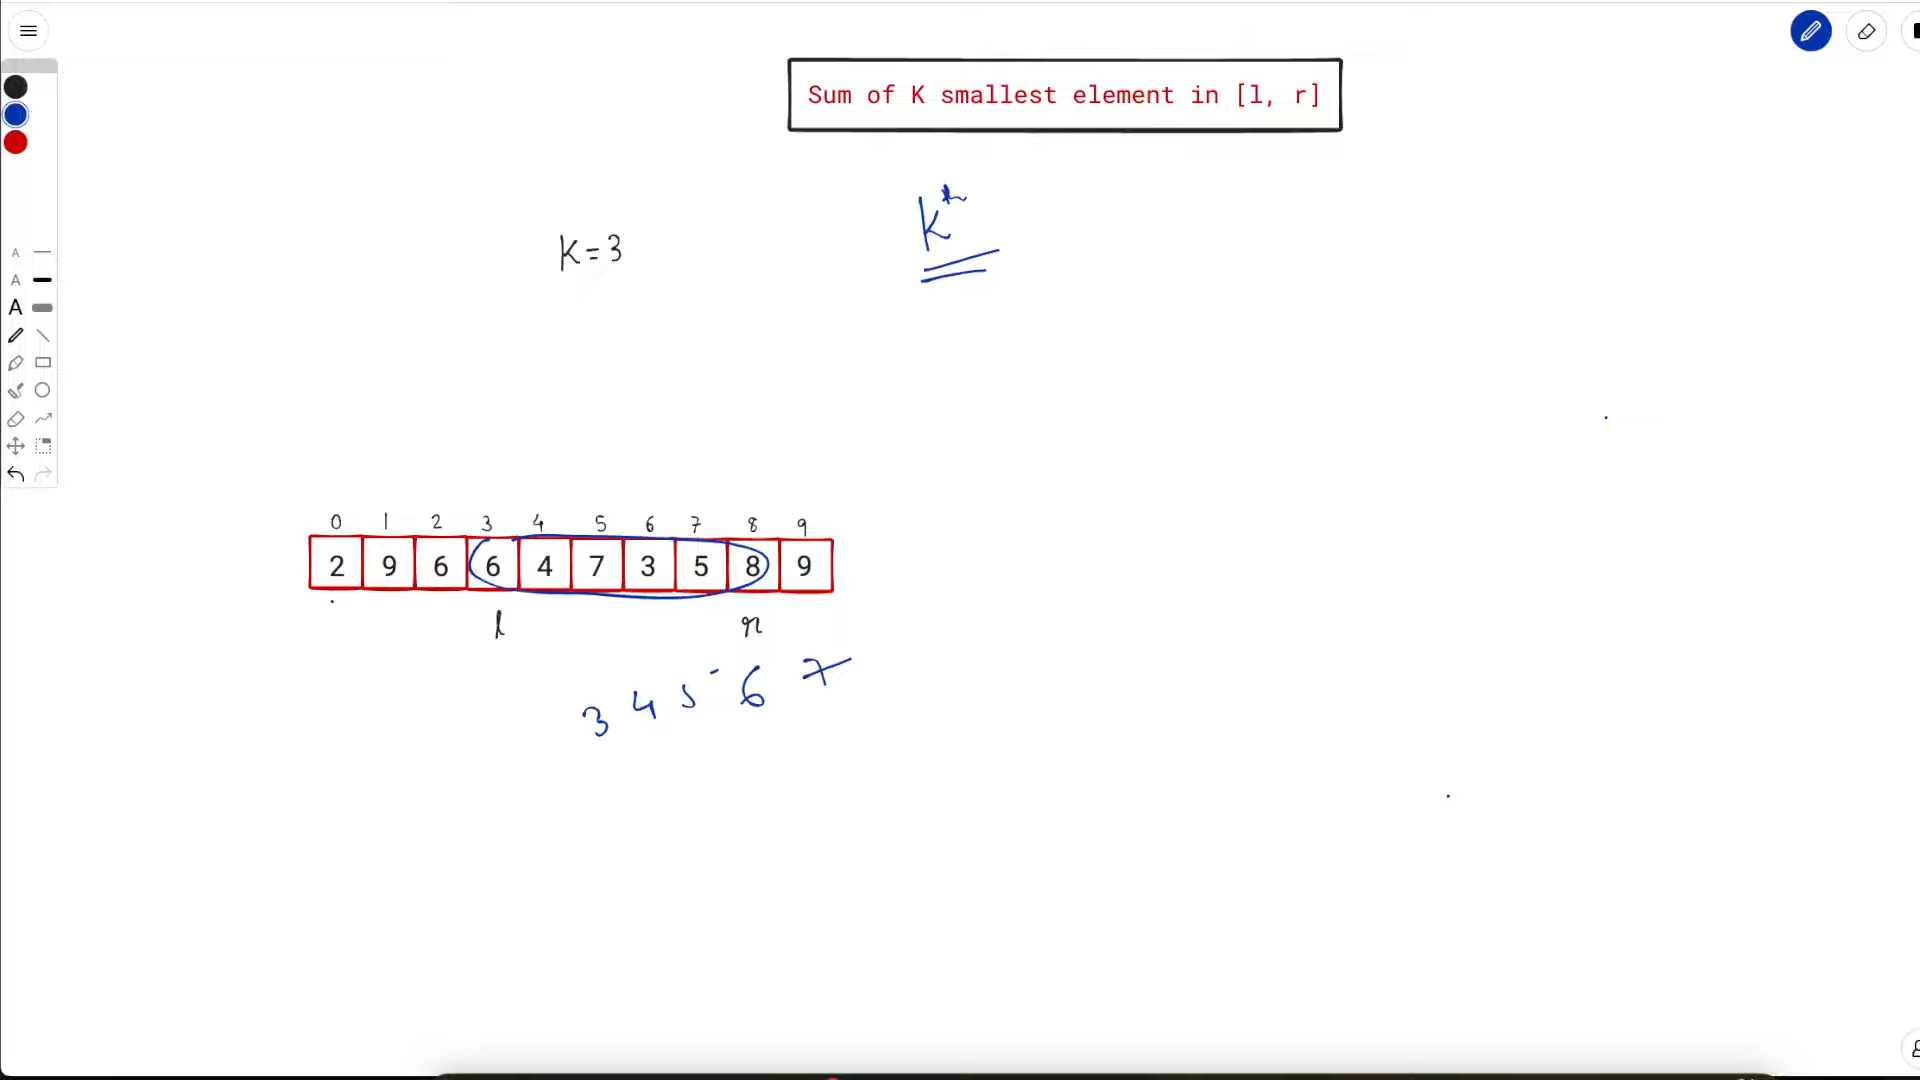 Sum of K smallest element in [l, r]
K th
K = 3
A
A
A
0 1 2 3 4 5 6 7 8 9
2 9 6 6 4 7 3 5 8 9
l r
3 4 5 6 7